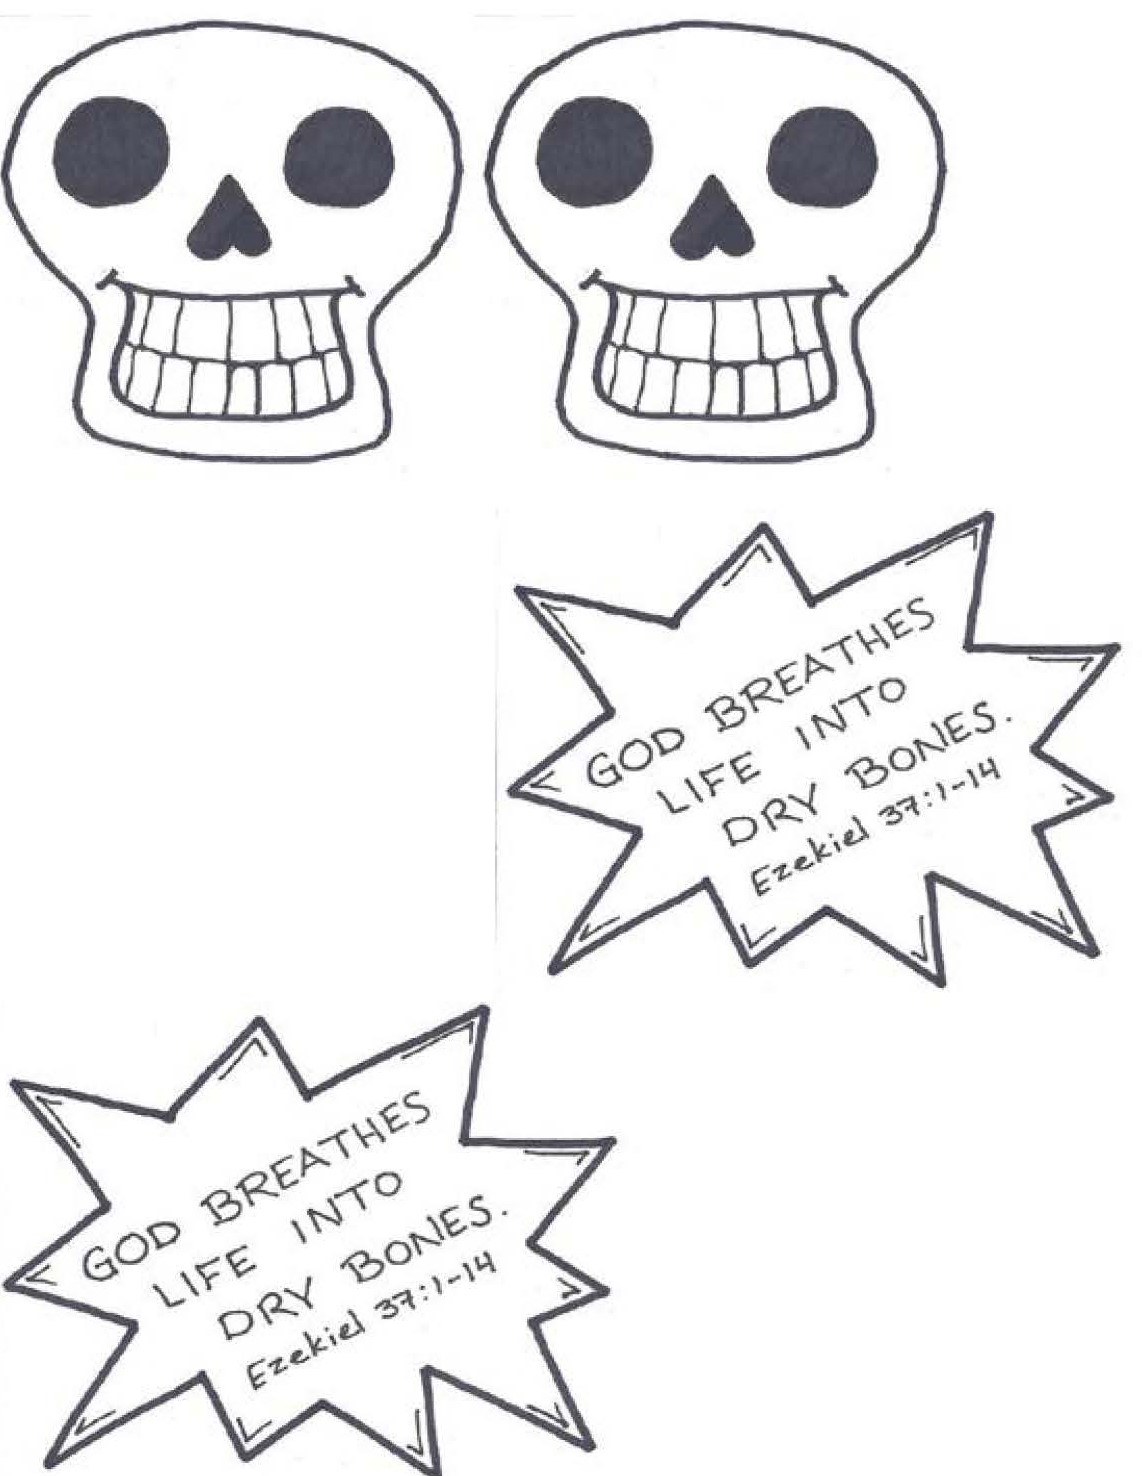 GOD BREATHES
LIFE INTO
DRY BONES.
Ezekiel 37:1-14
GOD BREATHES
LIFE INTO
DRY BONES.
Ezekiel 37:1-14